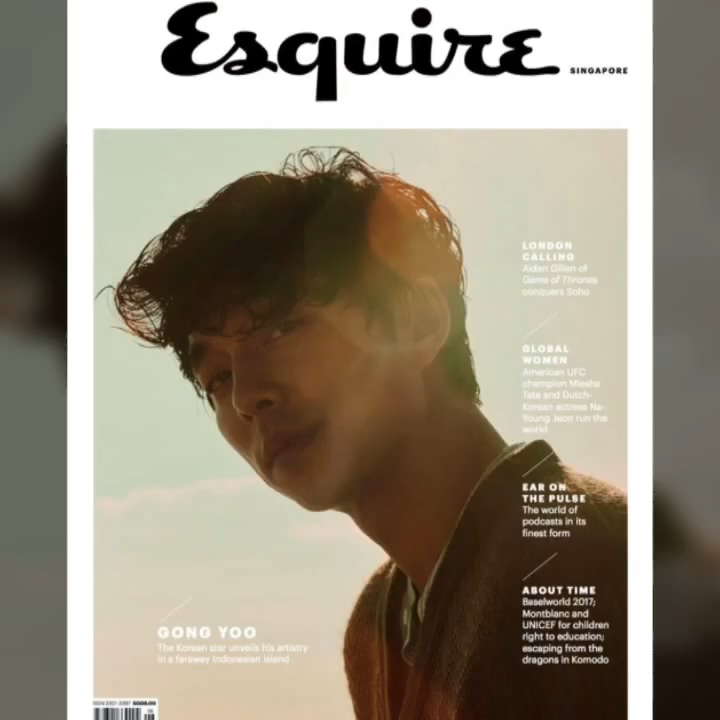 Esquire
SINGAPORE
LONDON
CALLING
Aiden Gillen of
Game of Thrones
conquers Soho
GLOBAL
WOMEN
American UFC
champion Miesha
Tate and Dutch-
Korean actress Na-
Young Jeon run the
world
EAR ON
THE PULSE
The world of
podcasts in its
finest form
ABOUT TIME
Baselworld 2017;
Montblanc and
UNICEF for children
right to education;
escaping from the
dragons in Komodo
GONG YOO
The Korean star unveils his artistry
in a faraway Indonesian island